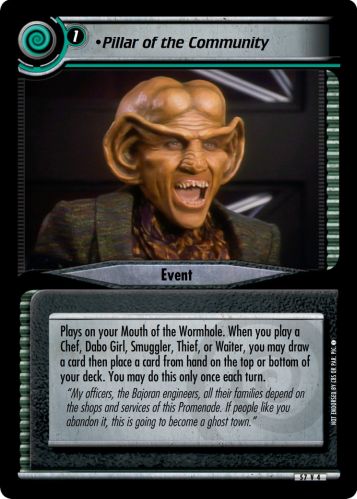 1
•Pillar of the Community
Event
Plays on your Mouth of the Wormhole. When you play a
Chef, Dabo Girl, Smuggler, Thief, or Waiter, you may draw
a card then place a card from hand on the top or bottom of
your deck. You may do this only once each turn.
“My officers, the Bajoran engineers, all their families depend on
the shops and services of this Promenade. If people like you
abandon it, this is going to become a ghost town.”
NOT ENDORSED BY CBS OR PAR. PIC.
57 V 4